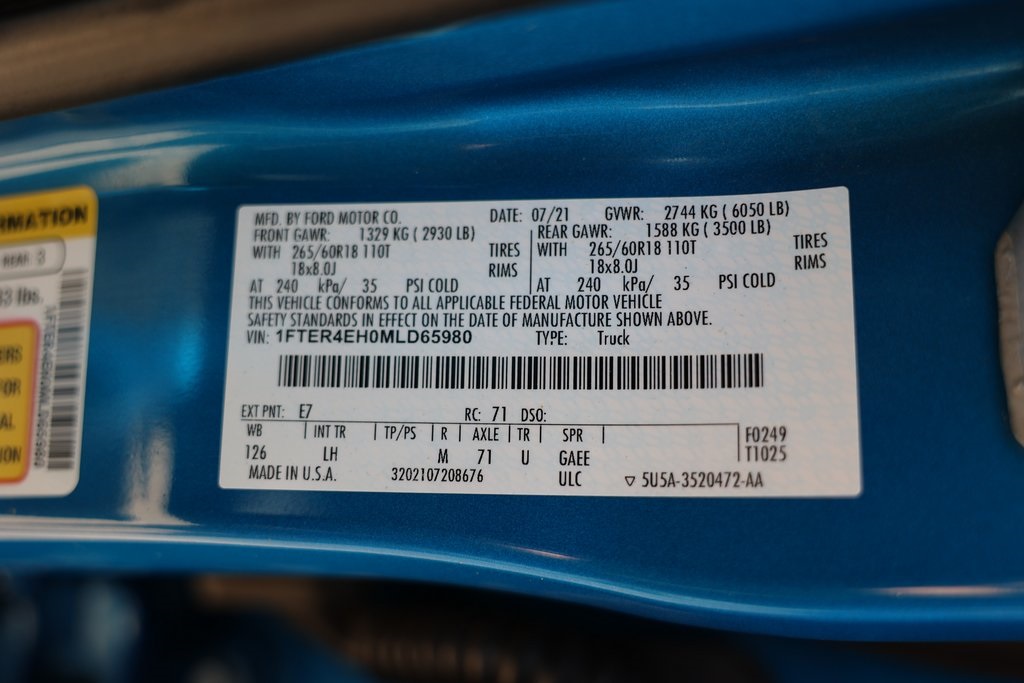 RMATION
REAR 3
33 lbs.
MFD. BY FORD MOTOR CO. DATE: 07/21 GVWR: 2744 KG ( 6050 LB)
FRONT GAWR: 1329 KG ( 2930 LB) REAR GAWR: 1588 KG ( 3500 LB)
WITH 265/60R18 110T TIRES WITH 265/60R18 110T TIRES
18x8.0J RIMS 18x8.0J RIMS
AT 240 kPa/ 35 PSI COLD AT 240 kPa/ 35 PSI COLD
THIS VEHICLE CONFORMS TO ALL APPLICABLE FEDERAL MOTOR VEHICLE
SAFETY STANDARDS IN EFFECT ON THE DATE OF MANUFACTURE SHOWN ABOVE.
VIN: 1FTER4EH0MLD65980 TYPE: Truck
EXT PNT: E7 RC: 71 DSO:
WB INT TR TP/PS R AXLE TR SPR F0249
126 LH M 71 U GAEE T1025
MADE IN U.S.A. 3202107208676 ULC ▽ 5U5A-3520472-AA